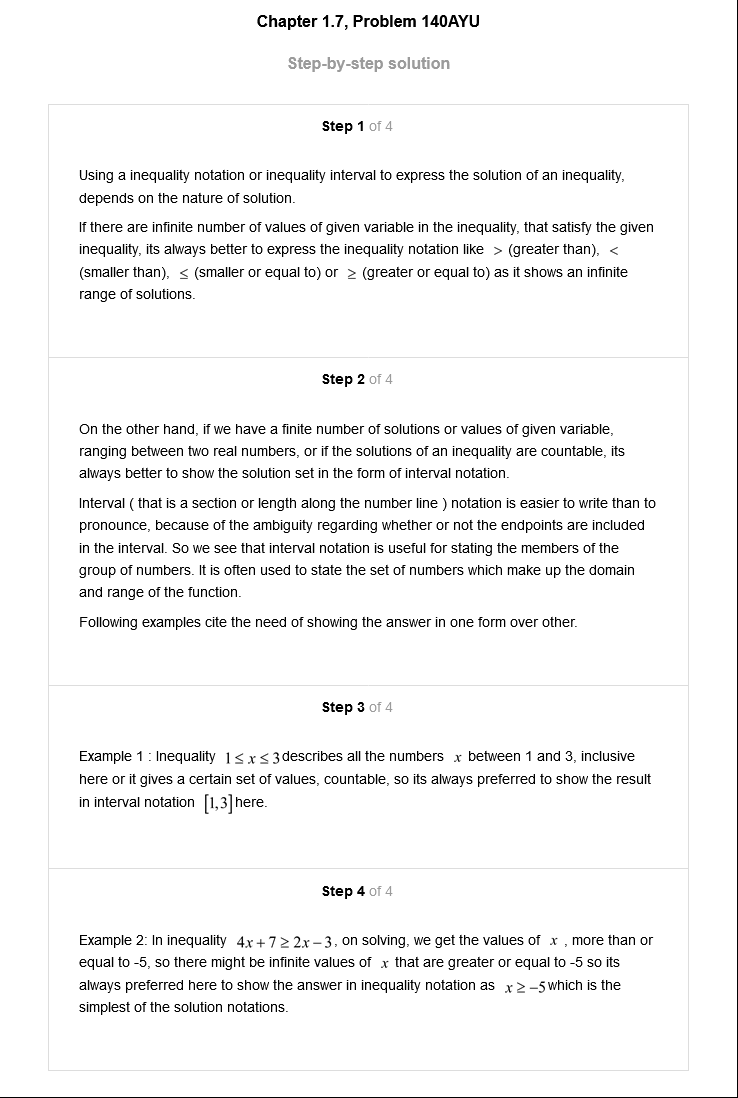 Chapter 1.7, Problem 140AYU
Step-by-step solution
Step 1 of 4
Using a inequality notation or inequality interval to express the solution of an inequality,
depends on the nature of solution.
If there are infinite number of values of given variable in the inequality, that satisfy the given
inequality, its always better to express the inequality notation like > (greater than), <
(smaller than), ≤ (smaller or equal to) or ≥ (greater or equal to) as it shows an infinite
range of solutions.
Step 2 of 4
On the other hand, if we have a finite number of solutions or values of given variable,
ranging between two real numbers, or if the solutions of an inequality are countable, its
always better to show the solution set in the form of interval notation.
Interval ( that is a section or length along the number line ) notation is easier to write than to
pronounce, because of the ambiguity regarding whether or not the endpoints are included
in the interval. So we see that interval notation is useful for stating the members of the
group of numbers. It is often used to state the set of numbers which make up the domain
and range of the function.
Following examples cite the need of showing the answer in one form over other.
Step 3 of 4
Example 1 : Inequality 1 ≤ x ≤ 3 describes all the numbers x between 1 and 3, inclusive
here or it gives a certain set of values, countable, so its always preferred to show the result
in interval notation [1,3] here.
Step 4 of 4
Example 2: In inequality 4x + 7 ≥ 2x − 3, on solving, we get the values of x , more than or
equal to -5, so there might be infinite values of x that are greater or equal to -5 so its
always preferred here to show the answer in inequality notation as x ≥ −5 which is the
simplest of the solution notations.